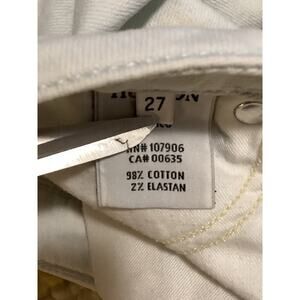 27
RN# 107906
CA# 00635
98% COTTON
2% ELASTAN